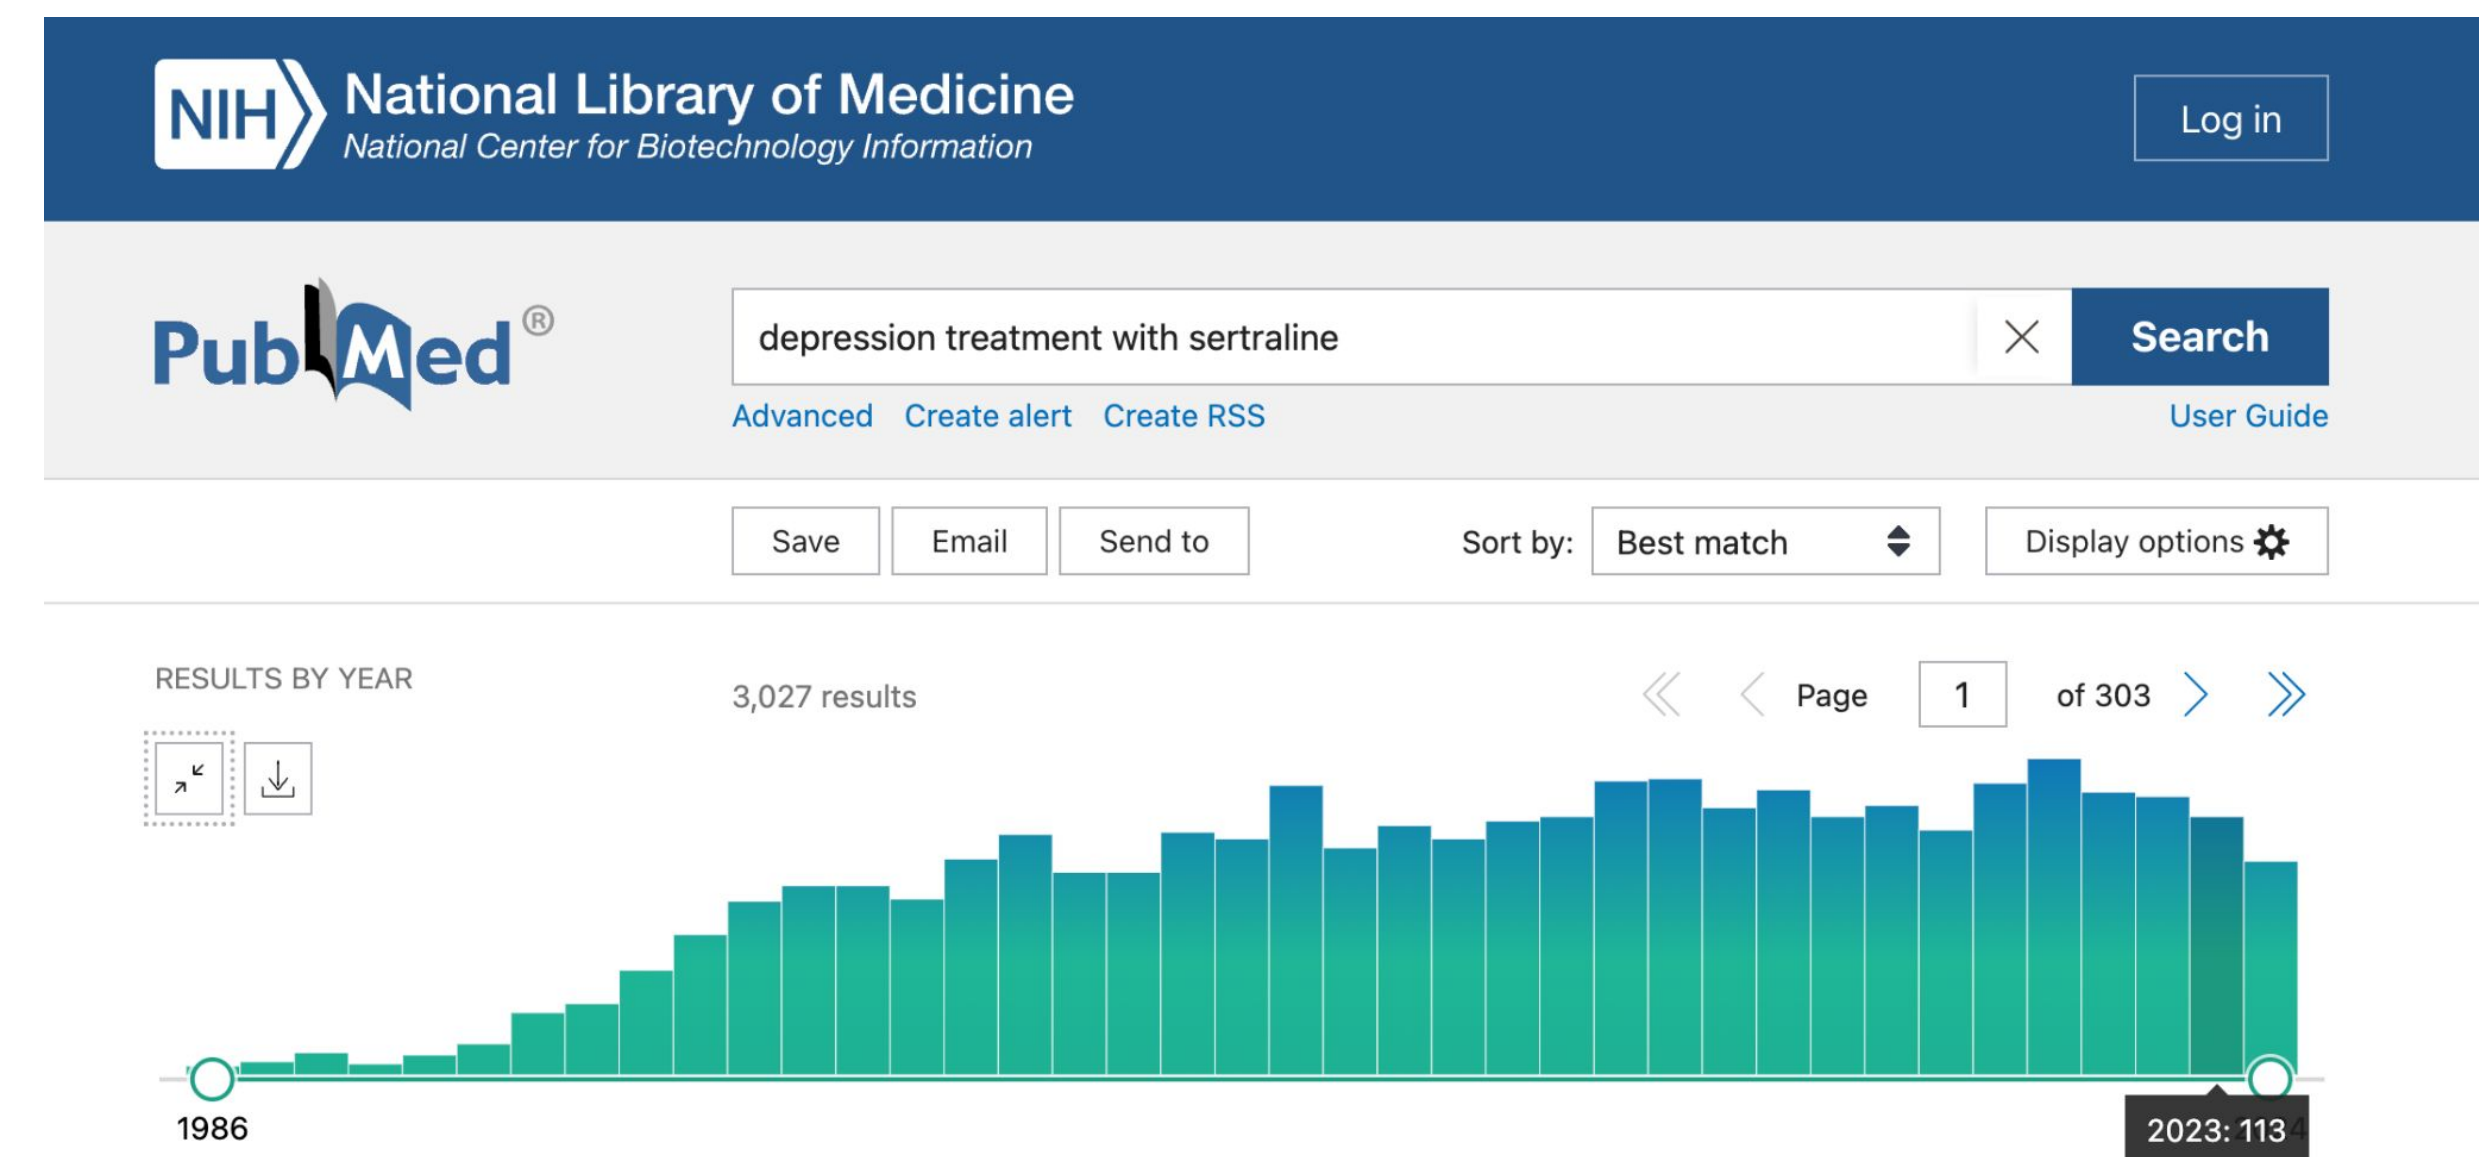 NIH
National Library of Medicine
National Center for Biotechnology Information
Log in
PubMed®
depression treatment with sertraline
Search
Advanced Create alert Create RSS
User Guide
Save Email Send to
Sort by: Best match
Display options
RESULTS BY YEAR
3,027 results
Page 1 of 303
1986
2023: 113